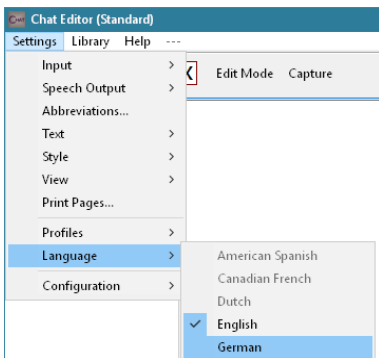 Chat Editor (Standard)
Settings Library Help ---
Edit Mode Capture
Input
Speech Output
Abbreviations...
Text
Style
View
Print Pages...
Profiles
Language
Configuration
American Spanish
Canadian French
Dutch
English
German